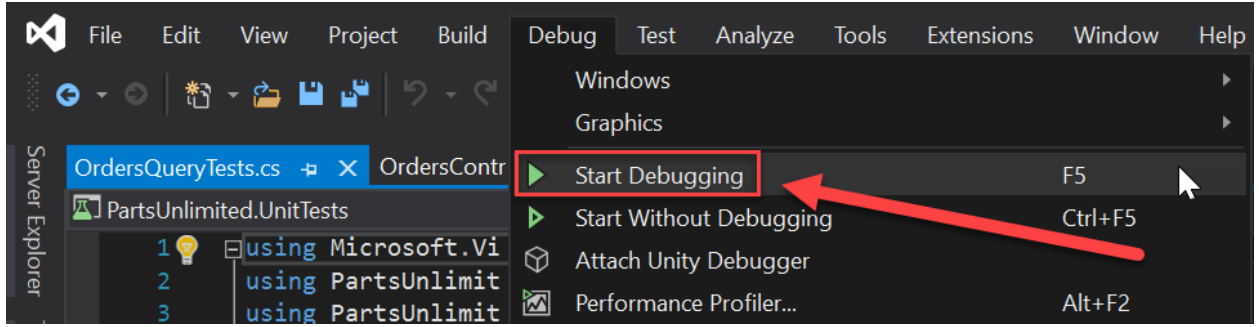 File Edit View Project Build Debug Test Analyze Tools Extensions Window Help
Windows
Graphics
Server Explorer
OrdersQueryTests.cs OrdersContr
Start Debugging F5
PartsUnlimited.UnitTests
Start Without Debugging Ctrl+F5
1 using Microsoft.Vi
Attach Unity Debugger
2 using PartsUnlimit
3 using PartsUnlimit
Performance Profiler... Alt+F2